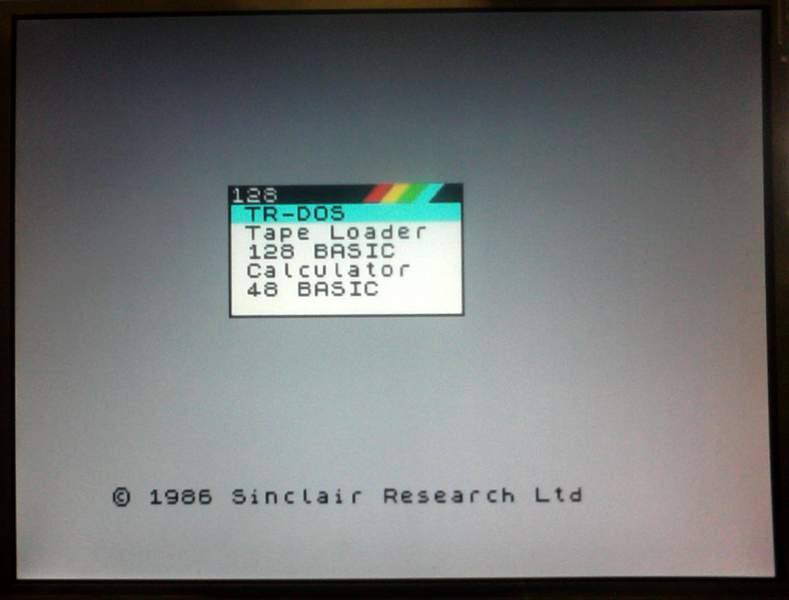 128
TR-DOS
Tape Loader
128 BASIC
Calculator
48 BASIC
© 1986 Sinclair Research Ltd